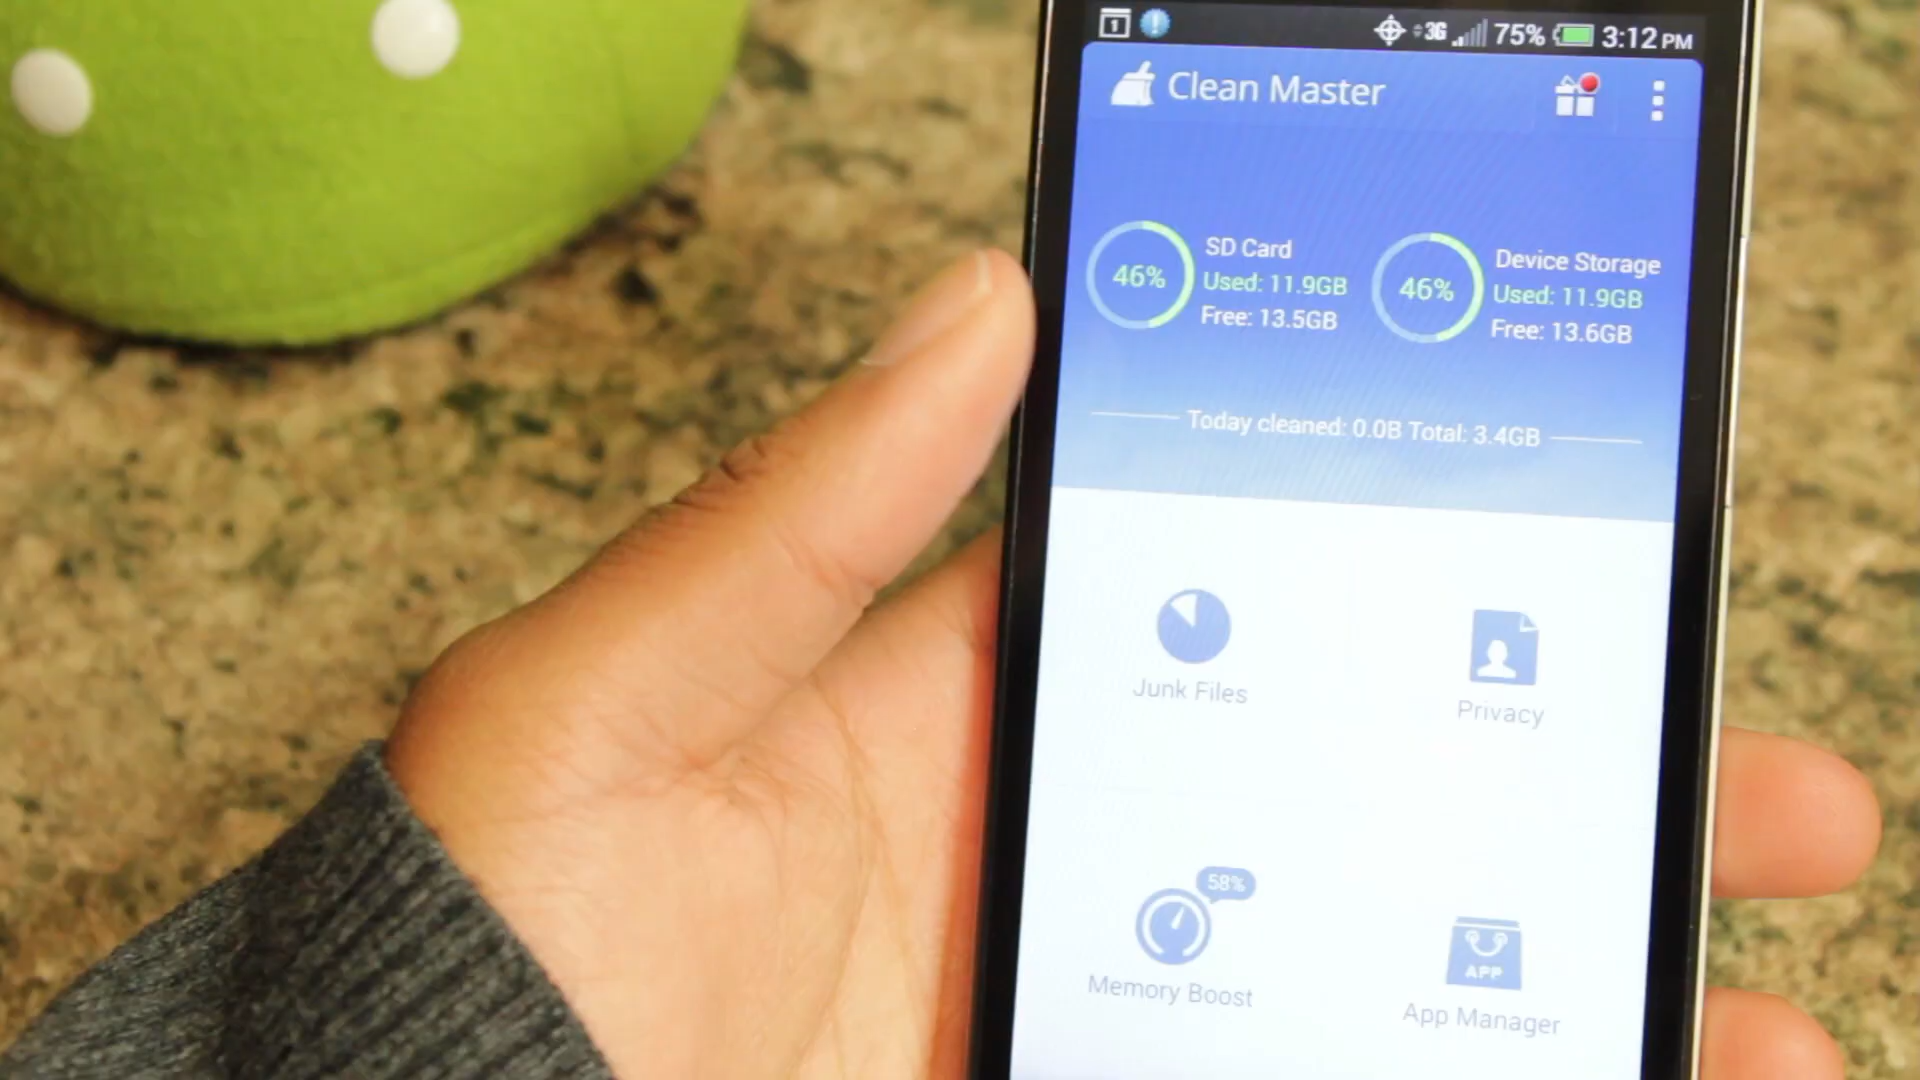 1 3G 75% 3:12 PM
Clean Master
46%
SD Card
Used: 11.9GB
Free: 13.5GB
46%
Device Storage
Used: 11.9GB
Free: 13.6GB
Today cleaned: 0.0B Total: 3.4GB
Junk Files
Privacy
58%
Memory Boost
APP
App Manager